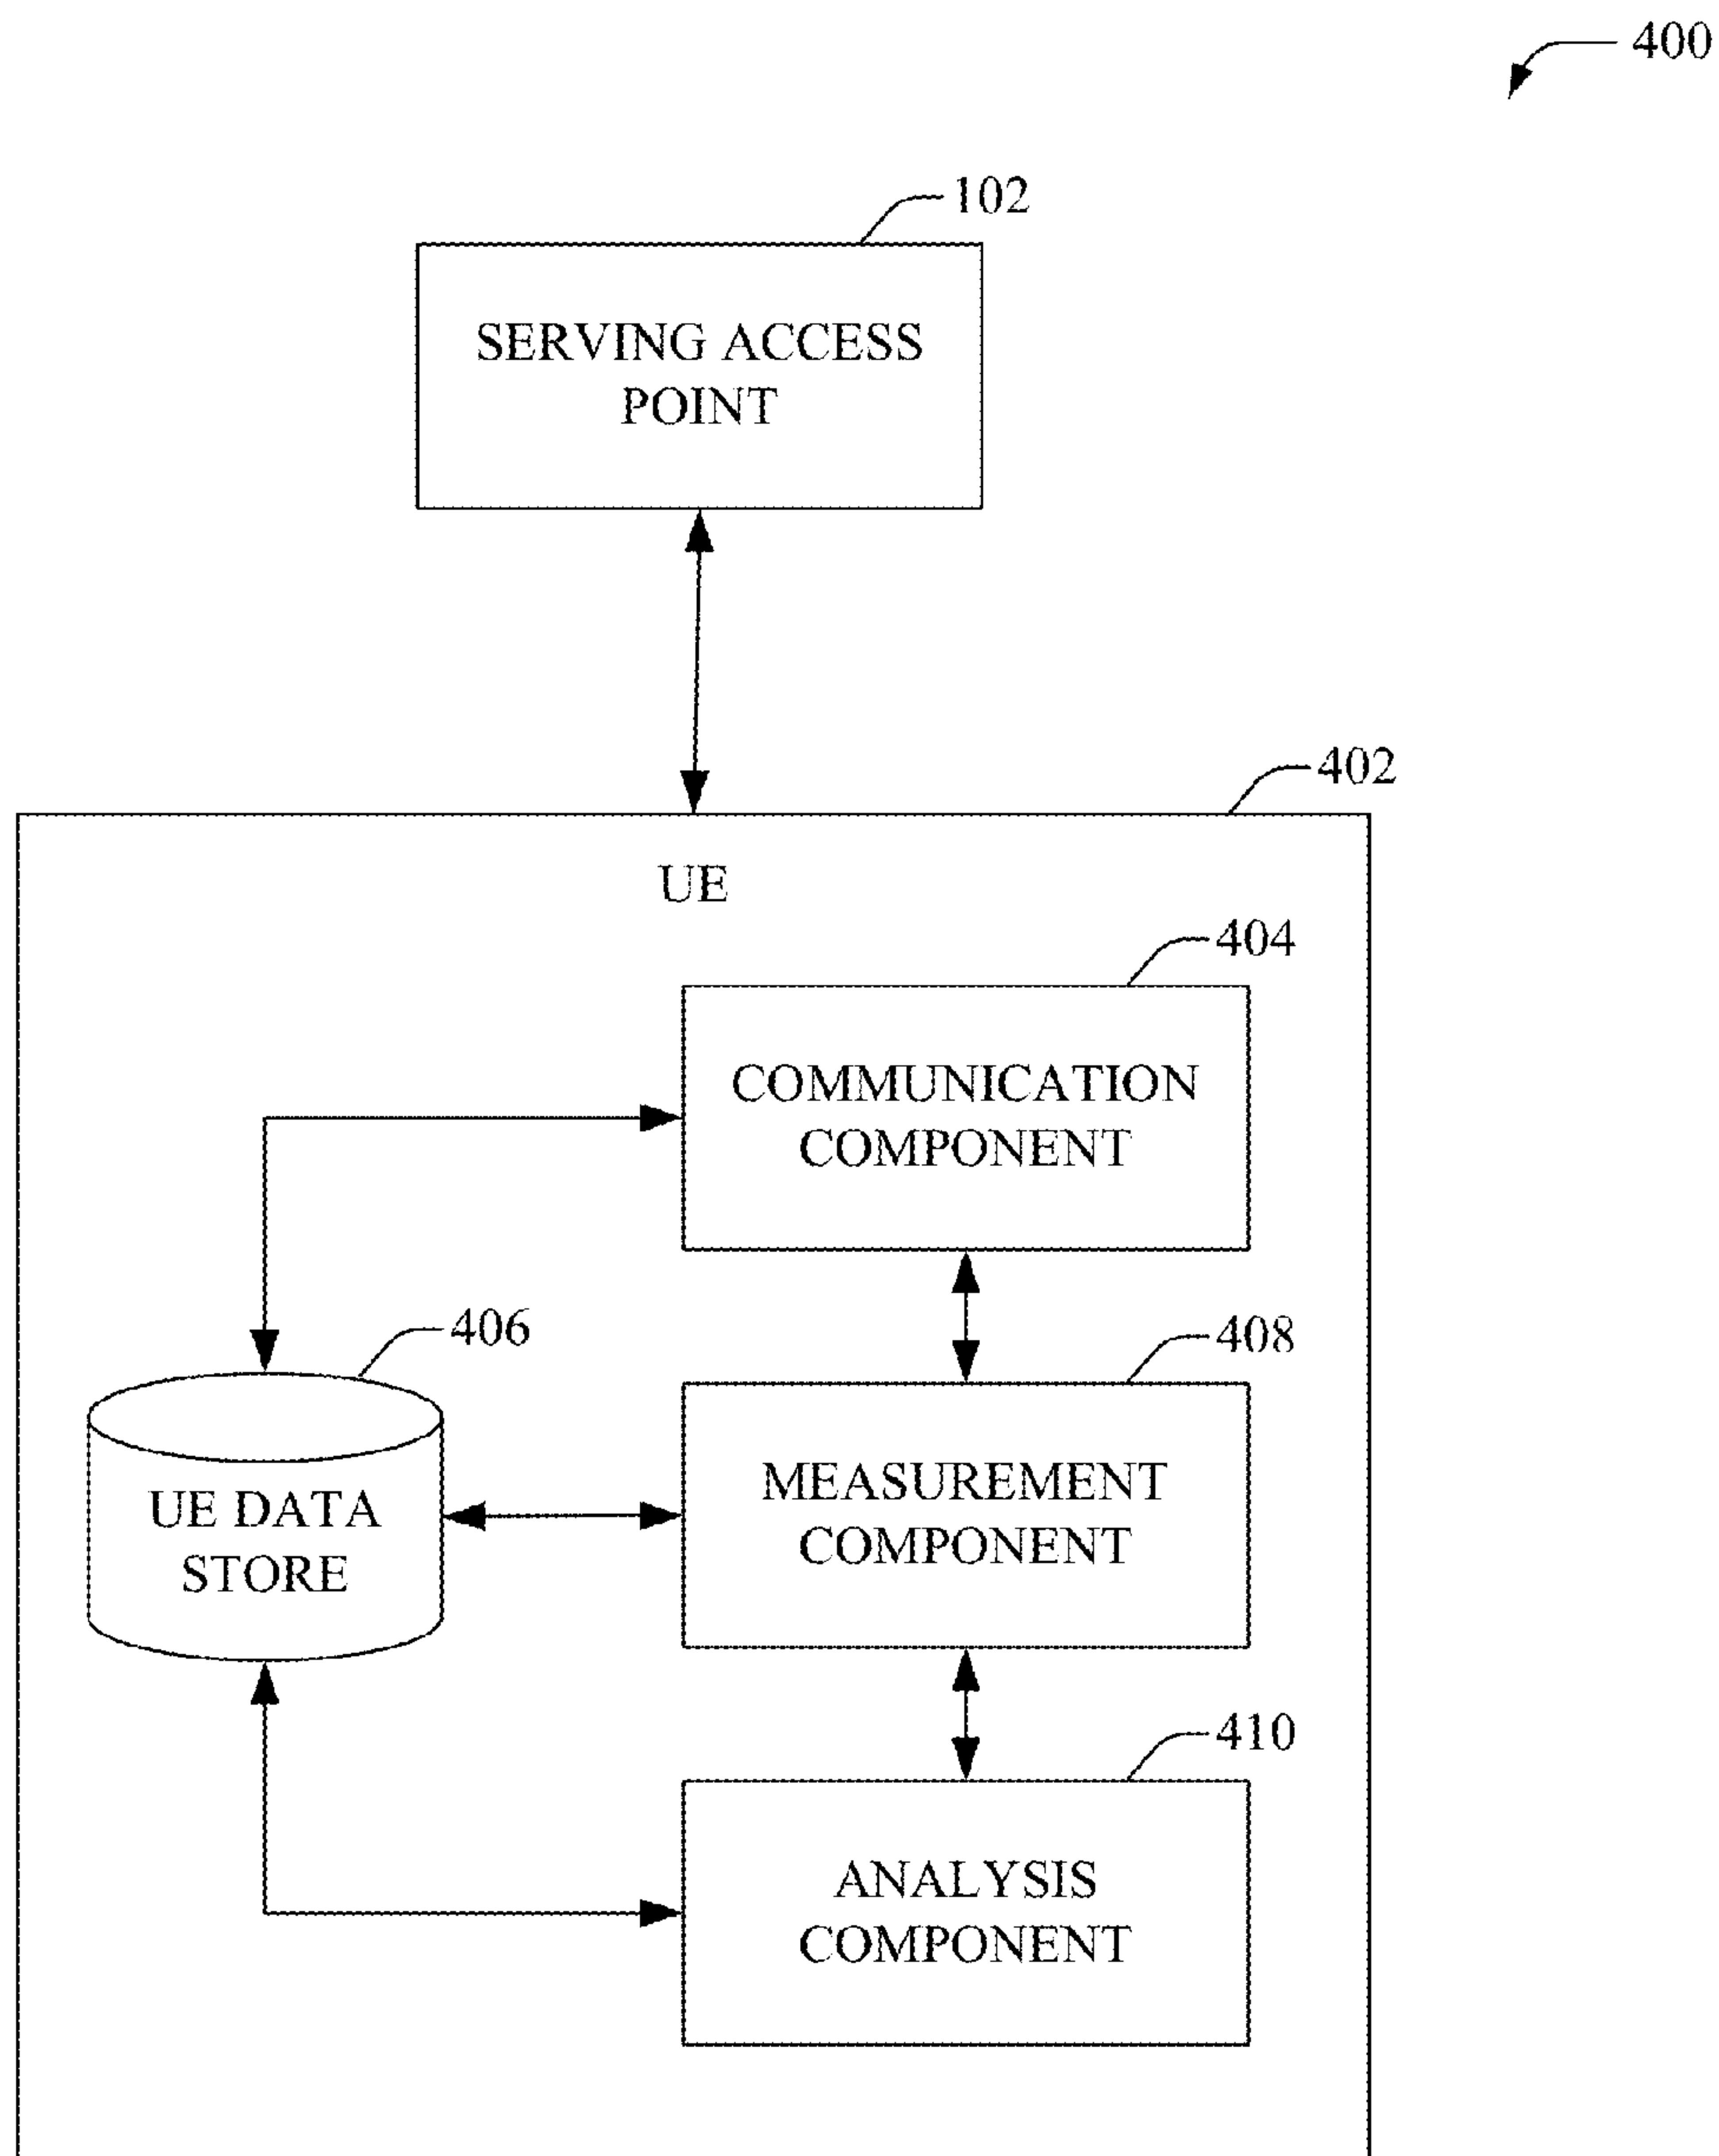 400
102
SERVING ACCESS
POINT
402
UE
404
COMMUNICATION
COMPONENT
406
408
UE DATA
STORE
MEASUREMENT
COMPONENT
410
ANALYSIS
COMPONENT